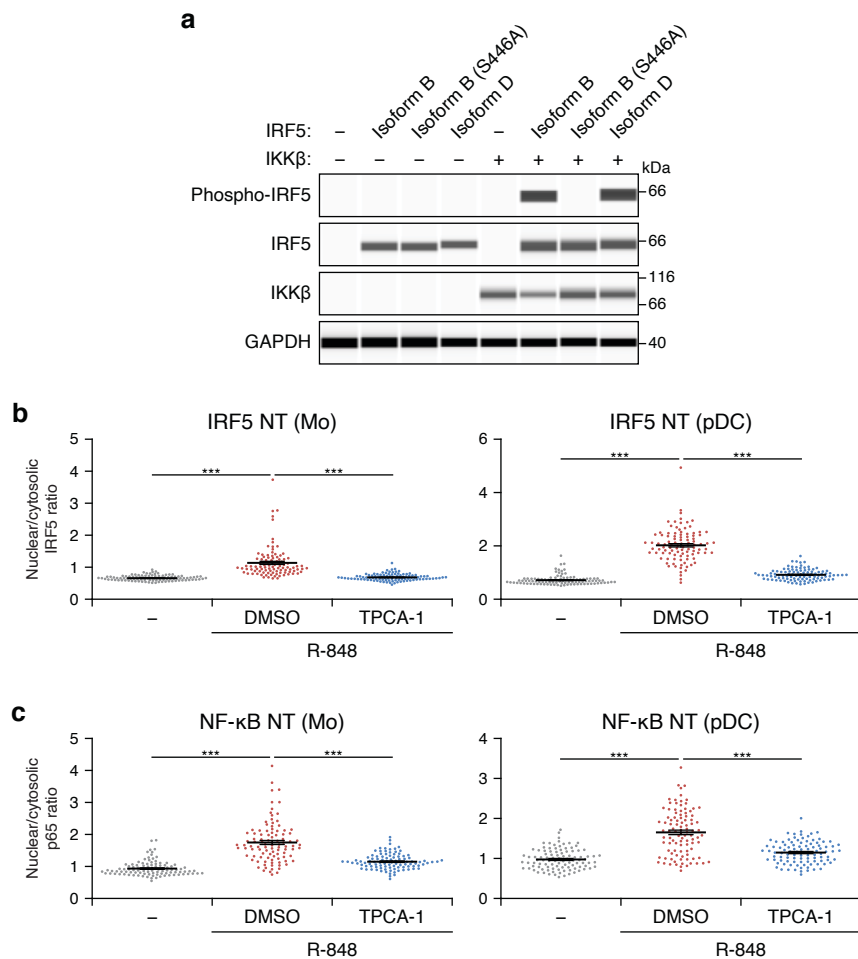 a
IRF5: – Isoform B Isoform B (S446A) Isoform D – Isoform B Isoform B (S446A) Isoform D
IKKβ: – – – – + + + + kDa
Phospho-IRF5 66
IRF5 66
IKKβ 116
66
GAPDH 40
b
IRF5 NT (Mo)
Nuclear/cytosolic
IRF5 ratio
5
4
3
2
1
0
*** ***
– DMSO TPCA-1
R-848
IRF5 NT (pDC)
6
4
2
0
*** ***
– DMSO TPCA-1
R-848
c
NF-κB NT (Mo)
Nuclear/cytosolic
p65 ratio
5
4
3
2
1
0
*** ***
– DMSO TPCA-1
R-848
NF-κB NT (pDC)
4
3
2
1
0
*** ***
– DMSO TPCA-1
R-848